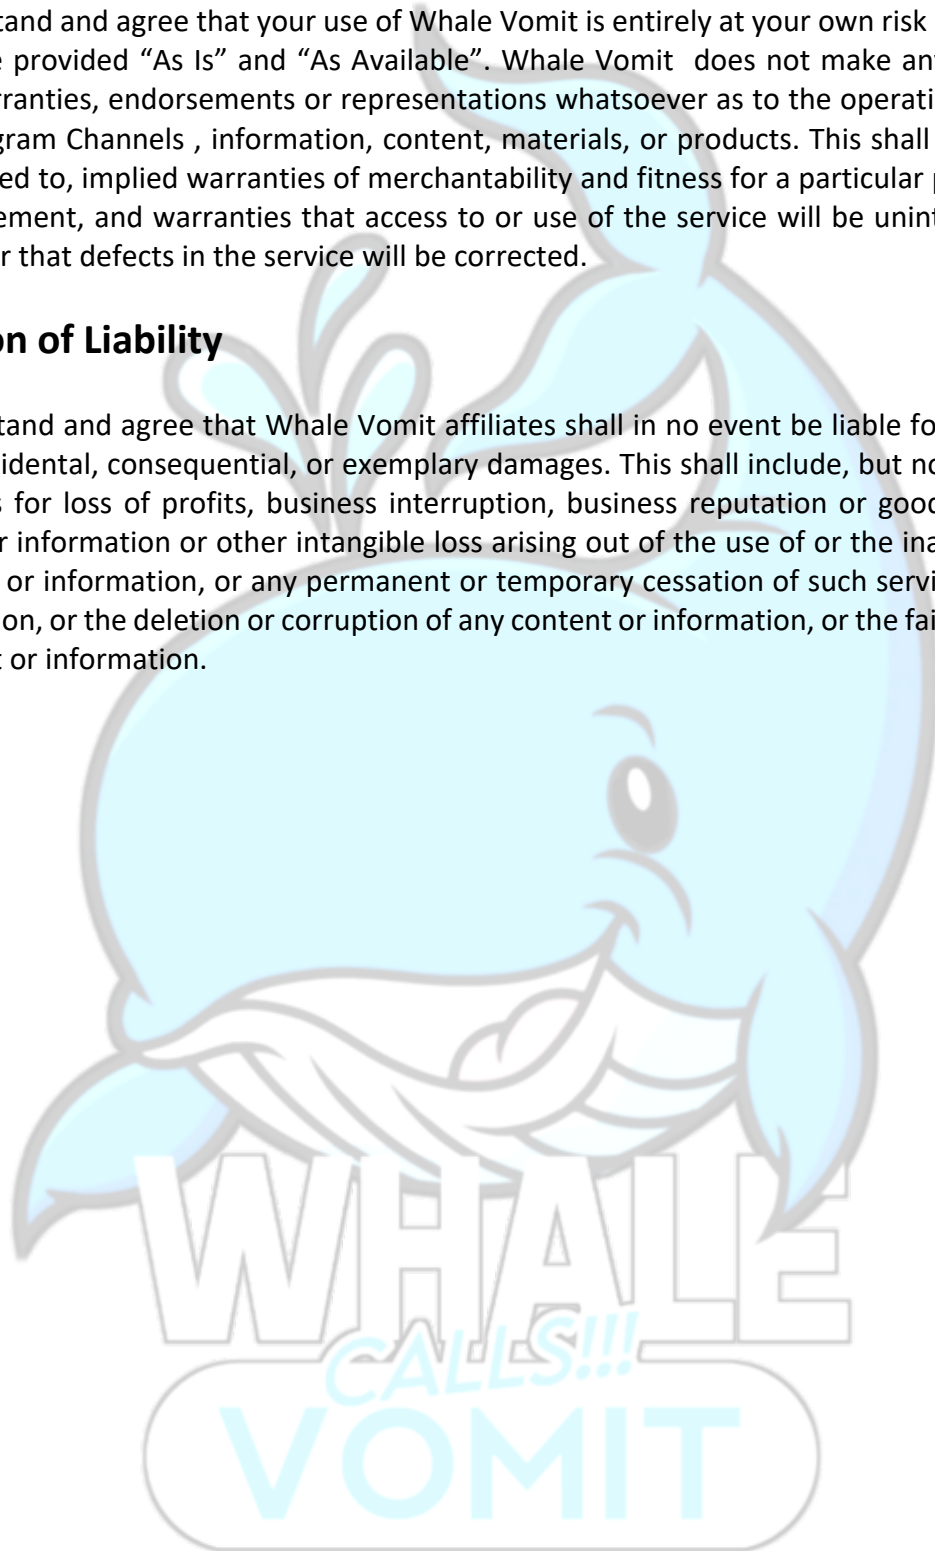 tand and agree that your use of Whale Vomit is entirely at your own risk
e provided “As Is” and “As Available”. Whale Vomit does not make an
rranties, endorsements or representations whatsoever as to the operati
gram Channels , information, content, materials, or products. This shall
ed to, implied warranties of merchantability and fitness for a particular p
ement, and warranties that access to or use of the service will be unint
r that defects in the service will be corrected.
on of Liability
tand and agree that Whale Vomit affiliates shall in no event be liable fo
idental, consequential, or exemplary damages. This shall include, but no
s for loss of profits, business interruption, business reputation or good
r information or other intangible loss arising out of the use of or the ina
or information, or any permanent or temporary cessation of such servi
on, or the deletion or corruption of any content or information, or the fai
t or information.
WHALE
CALLS!!!
VOMIT